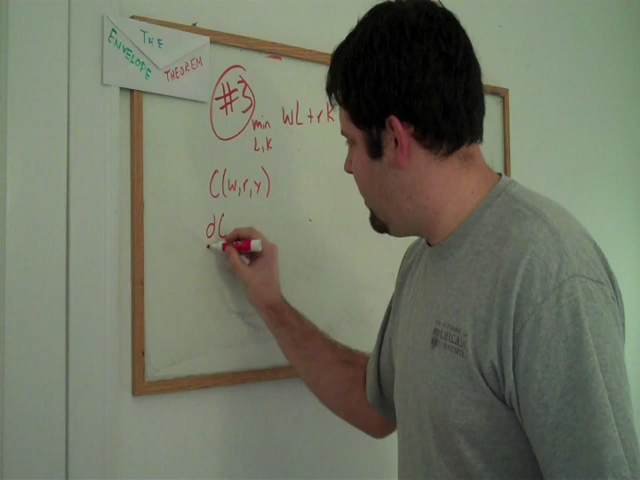 THE
ENVELOPE
THEOREM
#3
min wL + rK
L, K
C(w, r, y)
dC